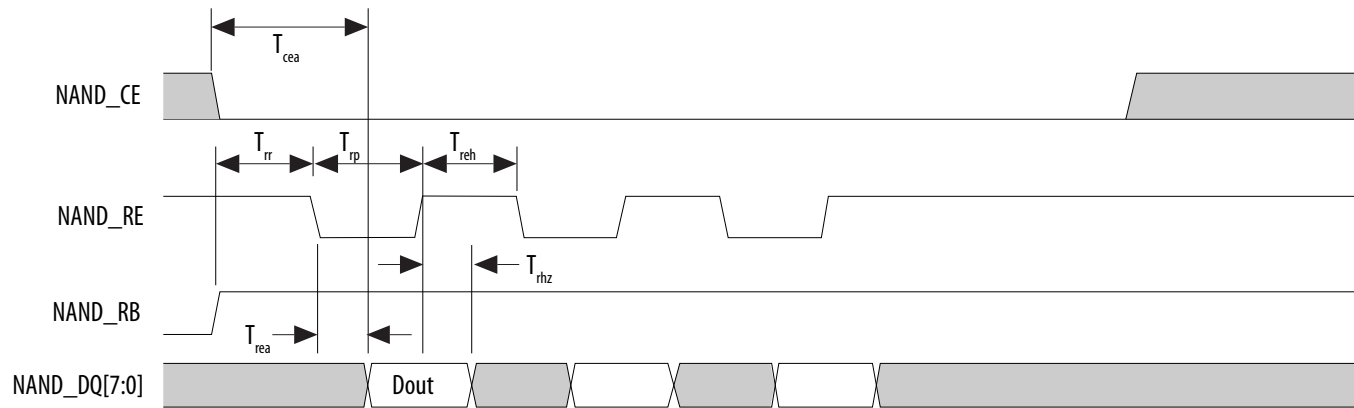 Tcea
NAND_CE
Trr
Trp
Treh
NAND_RE
Trhz
NAND_RB
Trea
NAND_DQ[7:0]
Dout